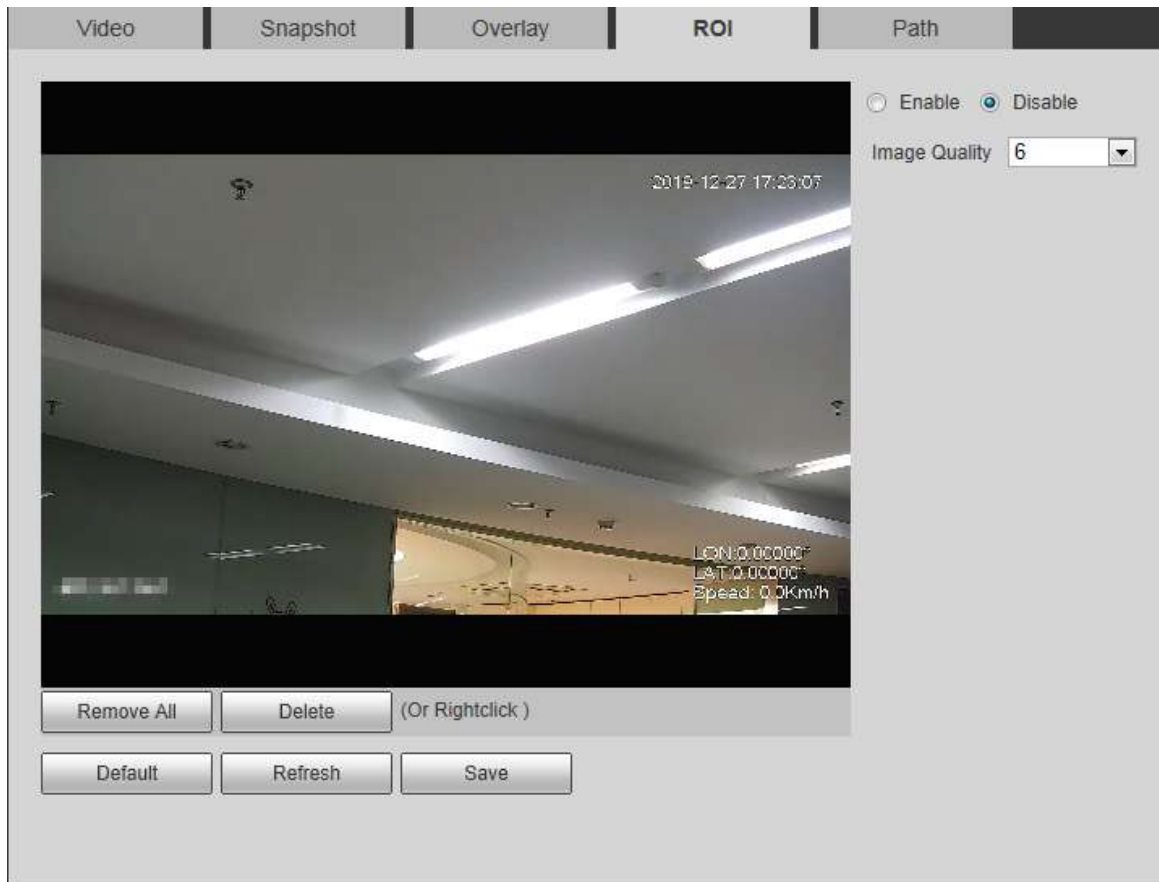 Video Snapshot Overlay ROI Path
Enable Disable
Image Quality 6
2019-12-27 17:23:07
LON:0.00000°
LAT:0.00000°
Speed: 0.0Km/h
Remove All Delete (Or Rightclick )
Default Refresh Save